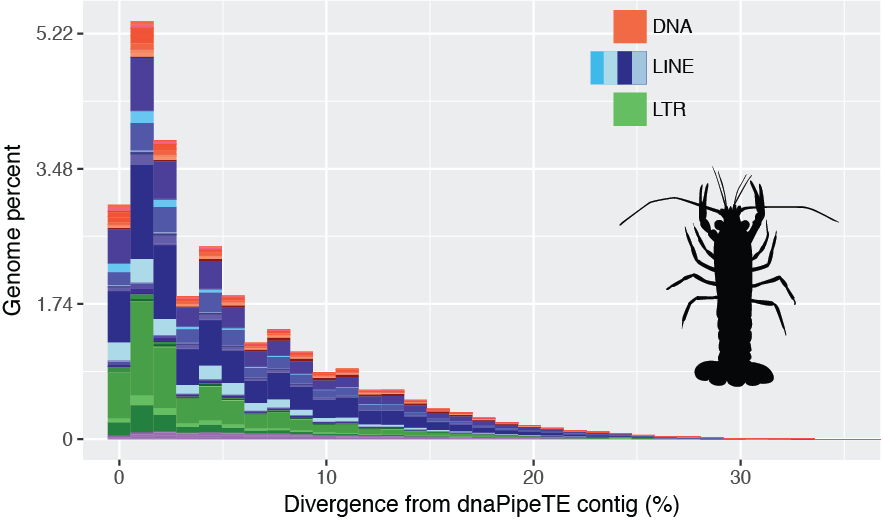 5.22
3.48
1.74
0
Genome percent
DNA
LINE
LTR
0
10
20
30
Divergence from dnaPipeTE contig (%)